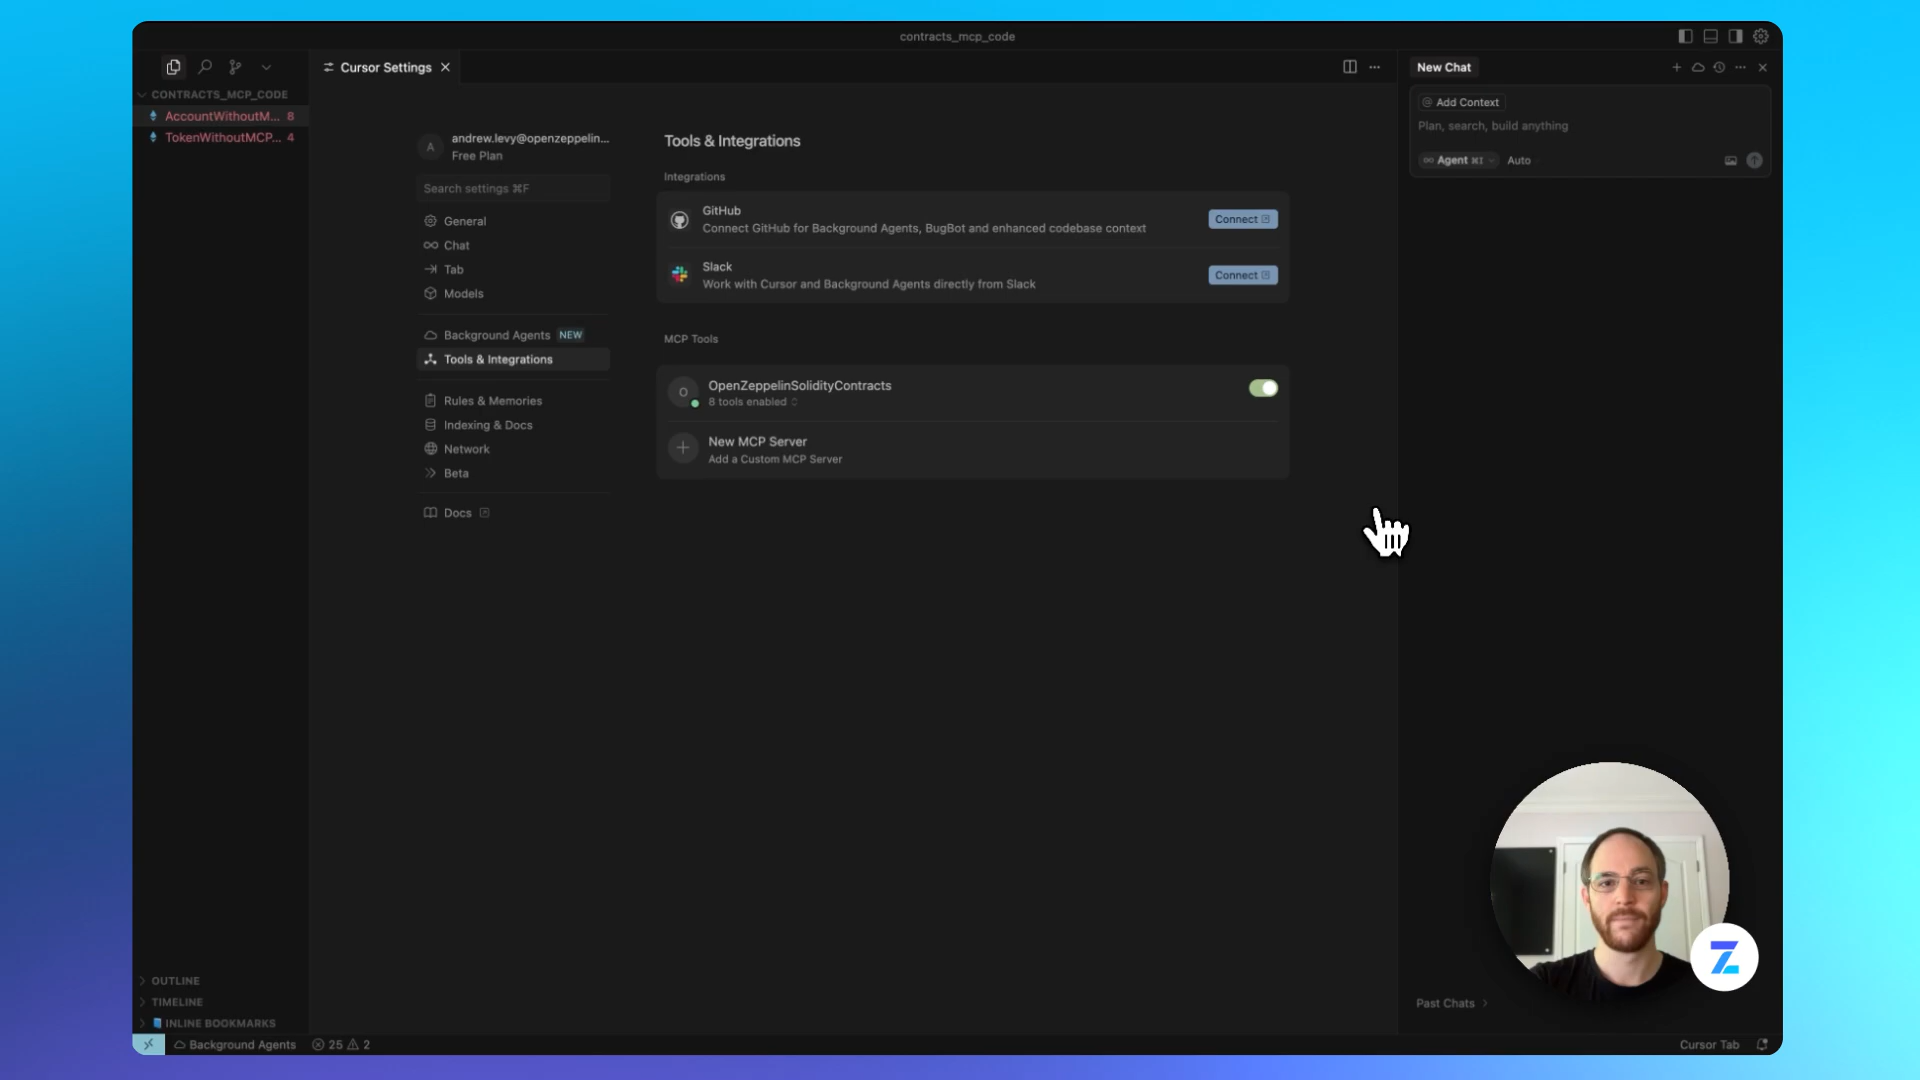 contracts_mcp_code
CONTRACTS_MCP_CODE
AccountWithoutM... 8
TokenWithoutMCP... 4
Cursor Settings
A
andrew.levy@openzeppelin...
Free Plan
Search settings ⌘F
General
Chat
Tab
Models
Background Agents NEW
Tools & Integrations
Rules & Memories
Indexing & Docs
Network
Beta
Docs
Tools & Integrations
Integrations
GitHub
Connect GitHub for Background Agents, BugBot and enhanced codebase context
Connect
Slack
Work with Cursor and Background Agents directly from Slack
Connect
MCP Tools
O
OpenZeppelinSolidityContracts
8 tools enabled
New MCP Server
Add a Custom MCP Server
New Chat
@ Add Context
Plan, search, build anything
Agent ⌘I
Auto
Past Chats
OUTLINE
TIMELINE
INLINE BOOKMARKS
Background Agents
25
2
Cursor Tab